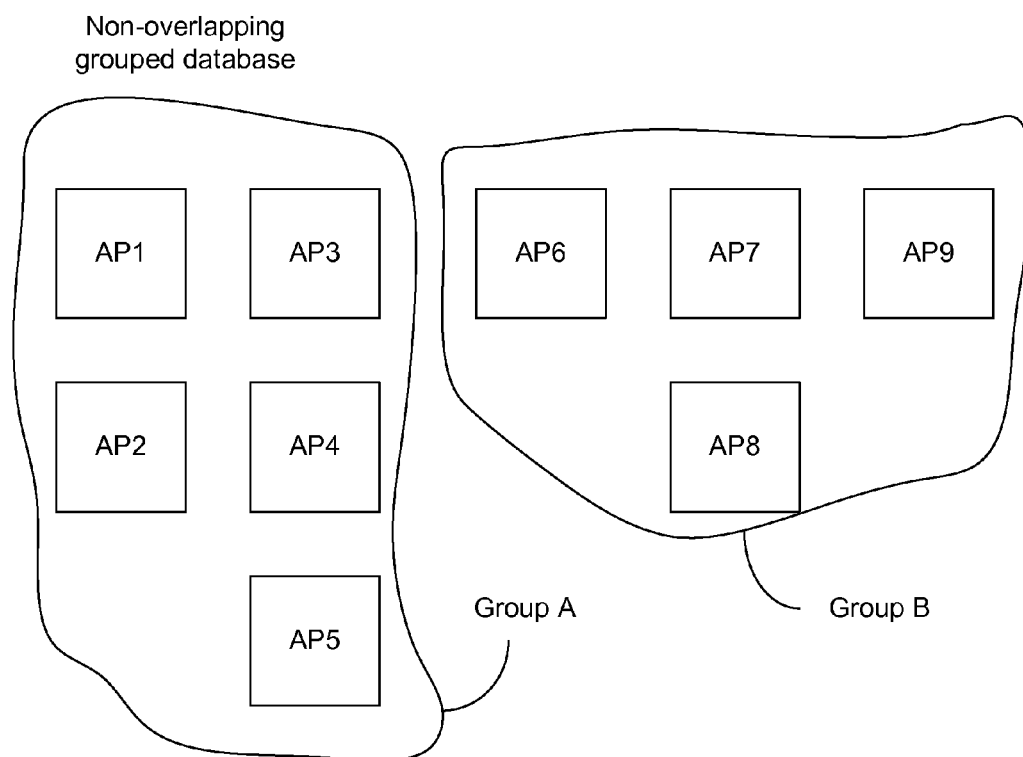 Non-overlapping
grouped database
AP1
AP3
AP6
AP7
AP9
AP2
AP4
AP8
AP5
Group A
Group B